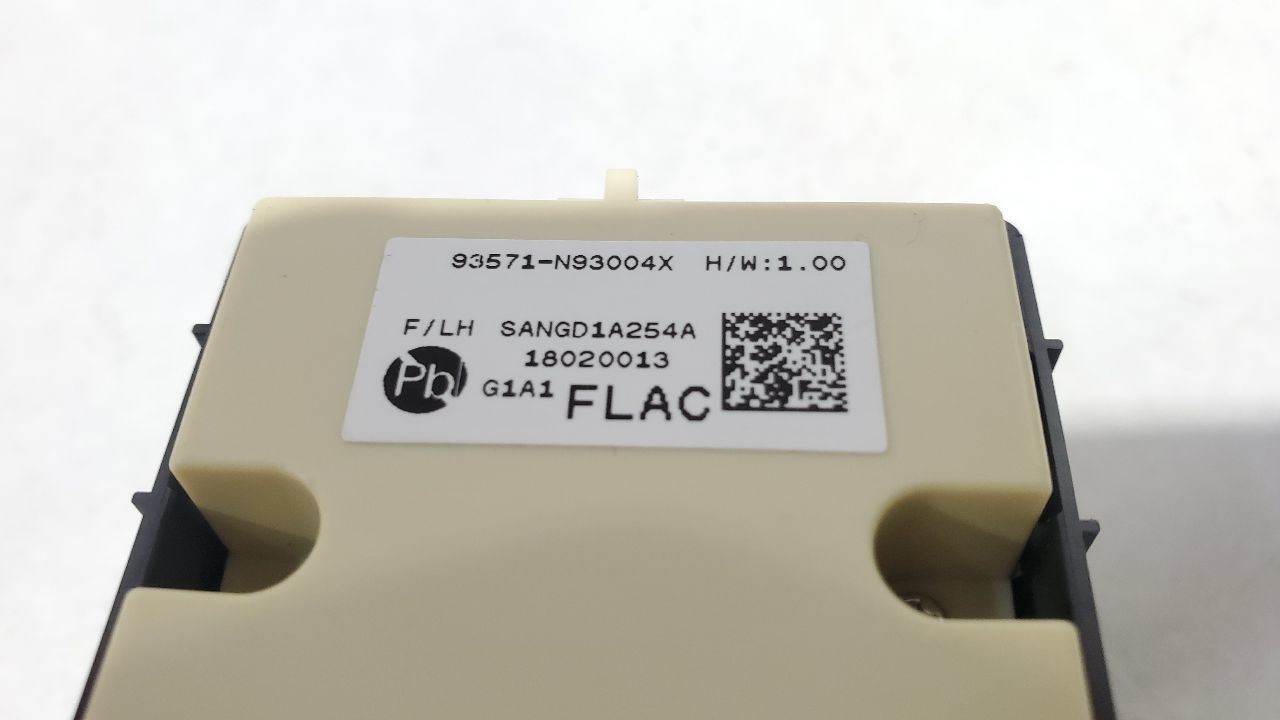 93571-N93004X H/W:1.00
F/LH SANGD1A254A
18020013
Pb G1A1 FLAC